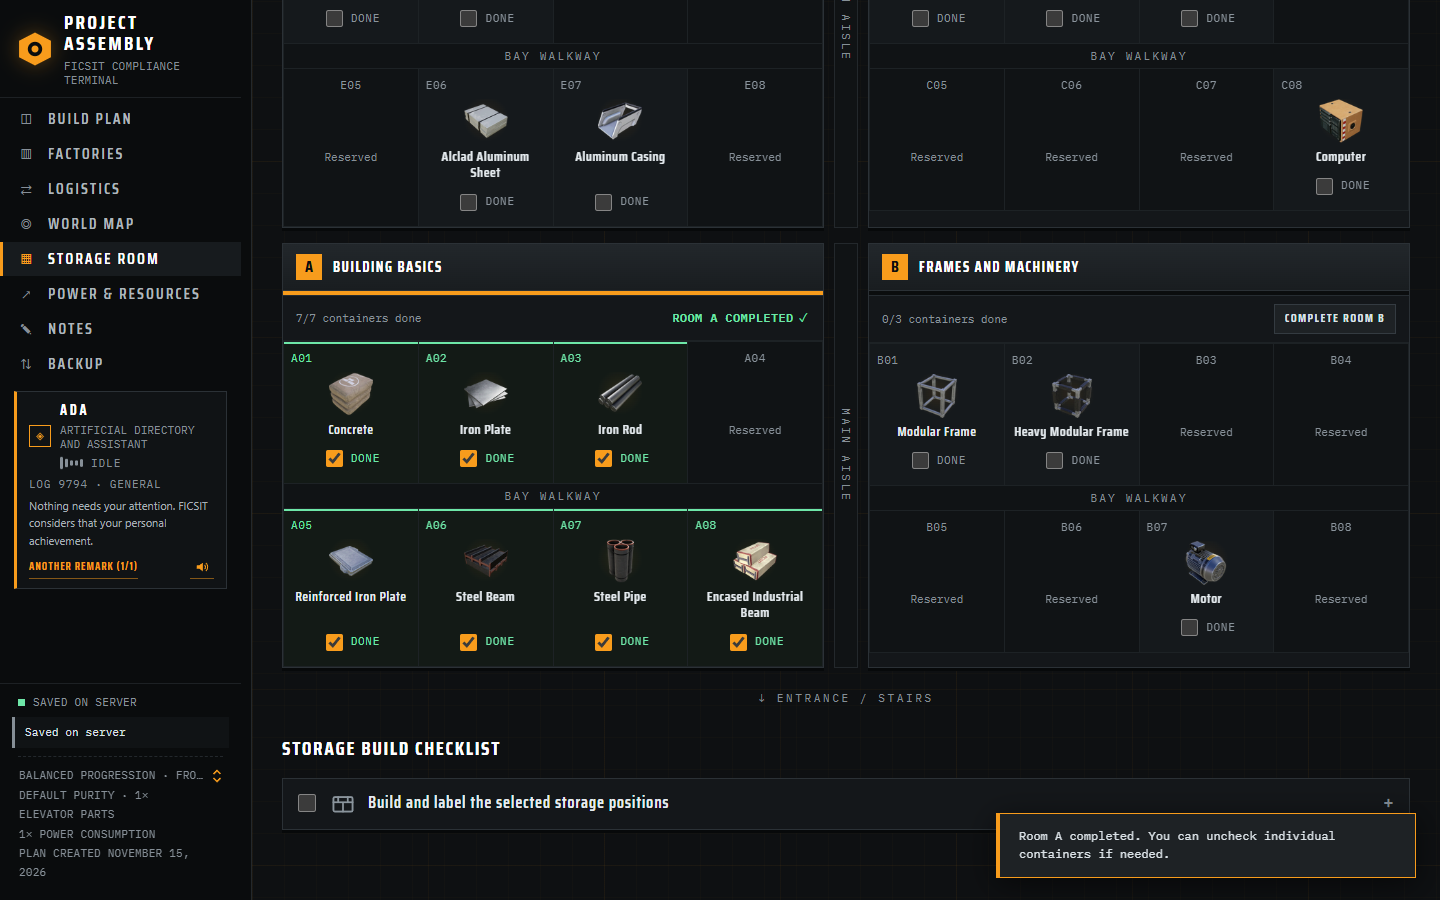 PROJECT
ASSEMBLY
FICSIT COMPLIANCE
TERMINAL
BUILD PLAN
FACTORIES
LOGISTICS
WORLD MAP
STORAGE ROOM
POWER & RESOURCES
NOTES
BACKUP
ADA
ARTIFICIAL DIRECTORY
AND ASSISTANT
IDLE
LOG 9794 · GENERAL
Nothing needs your attention. FICSIT
considers that your personal
achievement.
ANOTHER REMARK (1/1)
SAVED ON SERVER
Saved on server
BALANCED PROGRESSION · FRO…
DEFAULT PURITY · 1×
ELEVATOR PARTS
1× POWER CONSUMPTION
PLAN CREATED NOVEMBER 15,
2026
DONE DONE
BAY WALKWAY
E05 E06 E07 E08
Reserved Alclad Aluminum Aluminum Casing Reserved
Sheet
DONE DONE
AISLE
DONE DONE DONE
BAY WALKWAY
C05 C06 C07 C08
Reserved Reserved Reserved Computer
DONE
A BUILDING BASICS
7/7 containers done ROOM A COMPLETED ✓
A01 A02 A03 A04
Concrete Iron Plate Iron Rod Reserved
DONE DONE DONE
BAY WALKWAY
A05 A06 A07 A08
Reinforced Iron Plate Steel Beam Steel Pipe Encased Industrial
Beam
DONE DONE DONE DONE
MAIN AISLE
B FRAMES AND MACHINERY
0/3 containers done COMPLETE ROOM B
B01 B02 B03 B04
Modular Frame Heavy Modular Frame Reserved Reserved
DONE DONE
BAY WALKWAY
B05 B06 B07 B08
Reserved Reserved Motor Reserved
DONE
↓ ENTRANCE / STAIRS
STORAGE BUILD CHECKLIST
Build and label the selected storage positions +
Room A completed. You can uncheck individual
containers if needed.